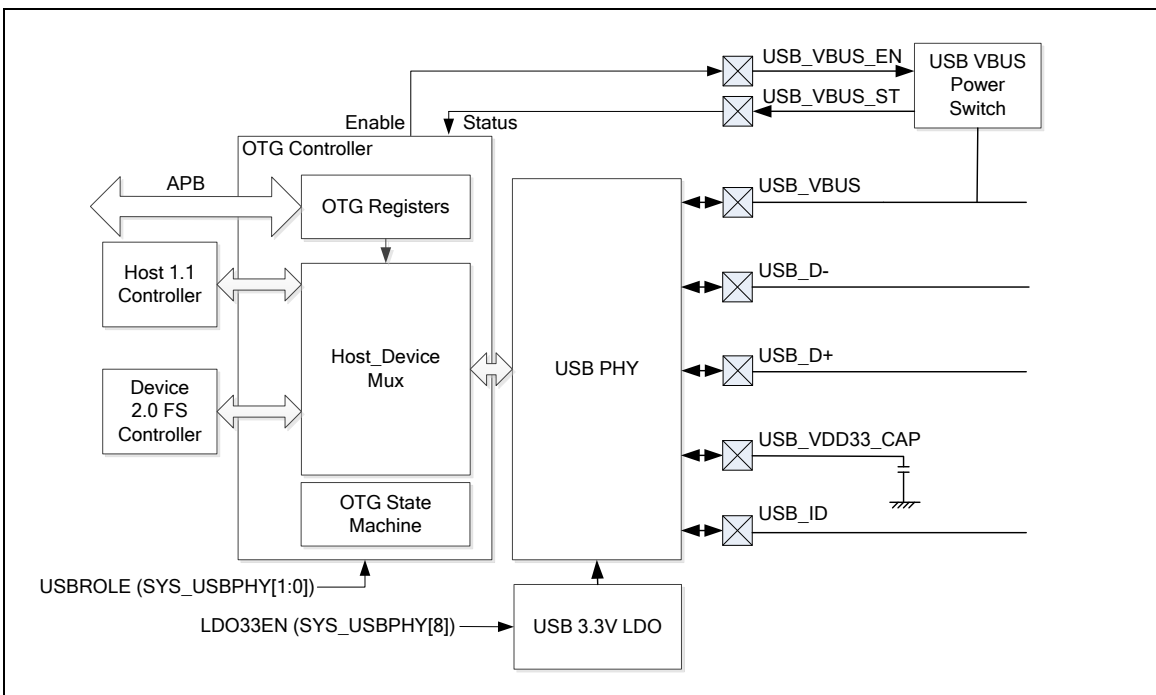 USB_VBUS_EN
USB VBUS
Power
Switch
USB_VBUS_ST
Enable
Status
OTG Controller
APB
OTG Registers
USB_VBUS
Host 1.1
Controller
Host_Device
Mux
USB PHY
USB_D-
USB_D+
Device
2.0 FS
Controller
USB_VDD33_CAP
OTG State
Machine
USB_ID
USBROLE (SYS_USBPHY[1:0])
LDO33EN (SYS_USBPHY[8])
USB 3.3V LDO